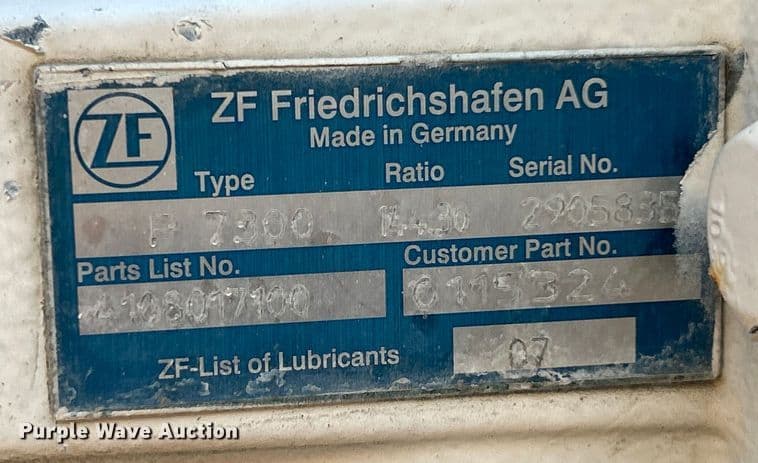 ZF
ZF Friedrichshafen AG
Made in Germany
Type Ratio Serial No.
P 7300 144.30 2905835
Parts List No. Customer Part No.
4108017100 0115324
ZF-List of Lubricants 07
Purple Wave Auction